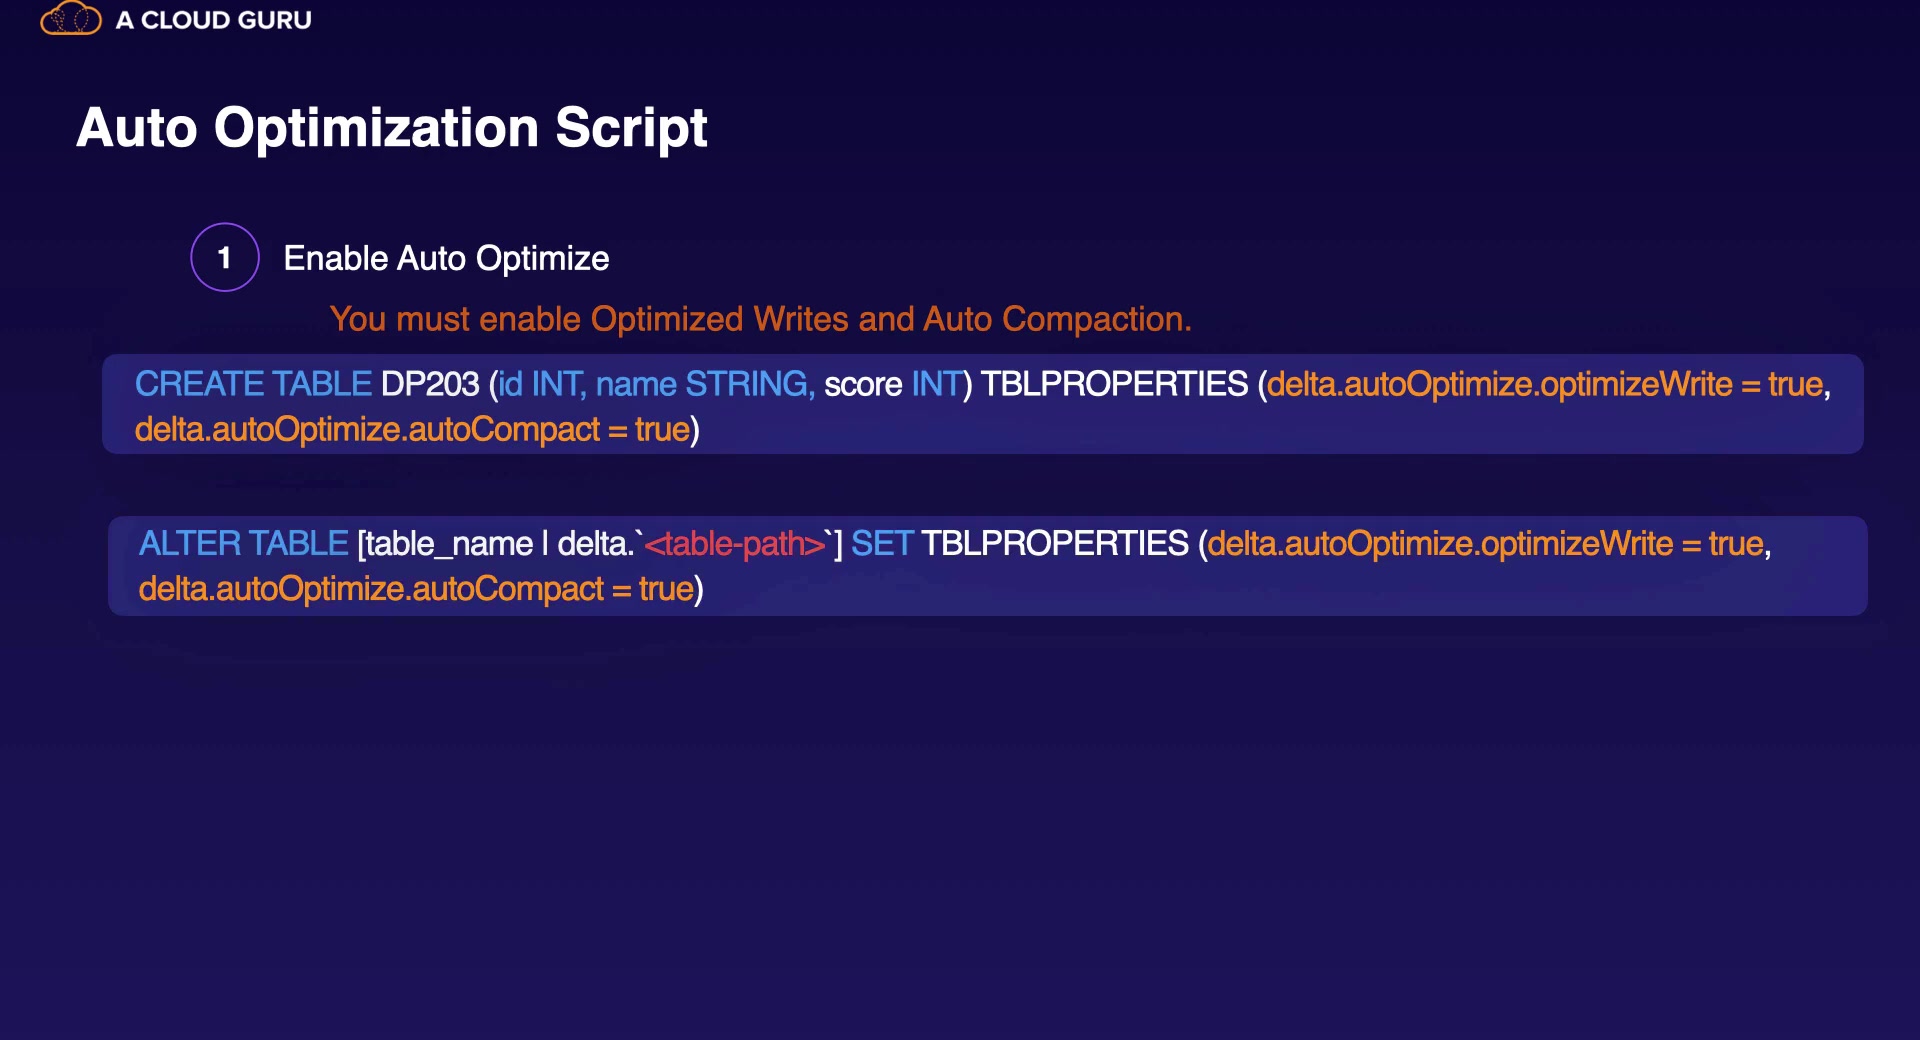 A CLOUD GURU
Auto Optimization Script
1 Enable Auto Optimize
You must enable Optimized Writes and Auto Compaction.
CREATE TABLE DP203 (id INT, name STRING, score INT) TBLPROPERTIES (delta.autoOptimize.optimizeWrite = true,
delta.autoOptimize.autoCompact = true)
ALTER TABLE [table_name | delta.`<table-path>`] SET TBLPROPERTIES (delta.autoOptimize.optimizeWrite = true,
delta.autoOptimize.autoCompact = true)